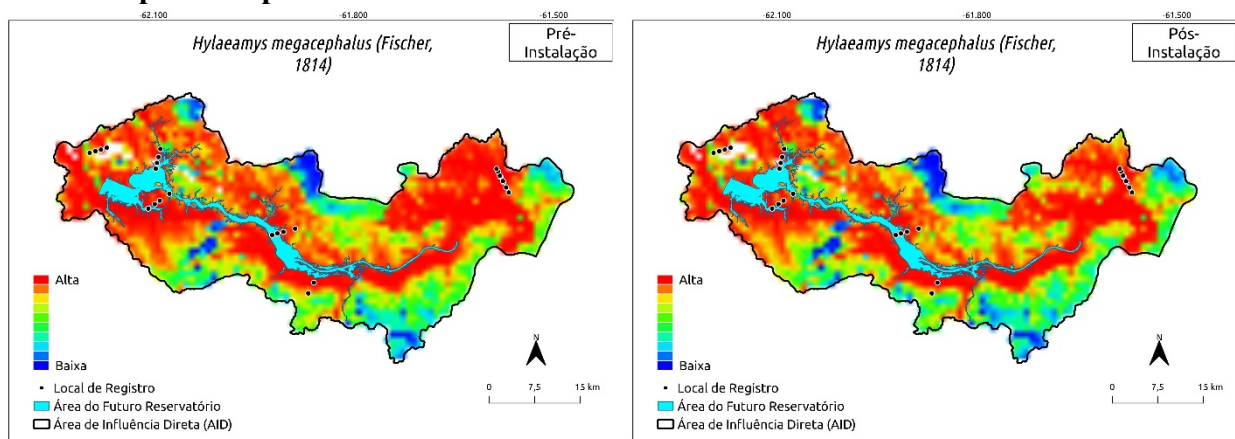 -62.100
-61.800
-61.500
Hylaeamys megacephalus (Fischer,
1814)
Pré-
Instalação
Alta
Baixa
Local de Registro
Área do Futuro Reservatório
Área de Influência Direta (AID)
N
0 7,5 15 km
-62.100
-61.800
-61.500
Hylaeamys megacephalus (Fischer,
1814)
Pós-
Instalação
Alta
Baixa
Local de Registro
Área do Futuro Reservatório
Área de Influência Direta (AID)
N
0 7,5 15 km